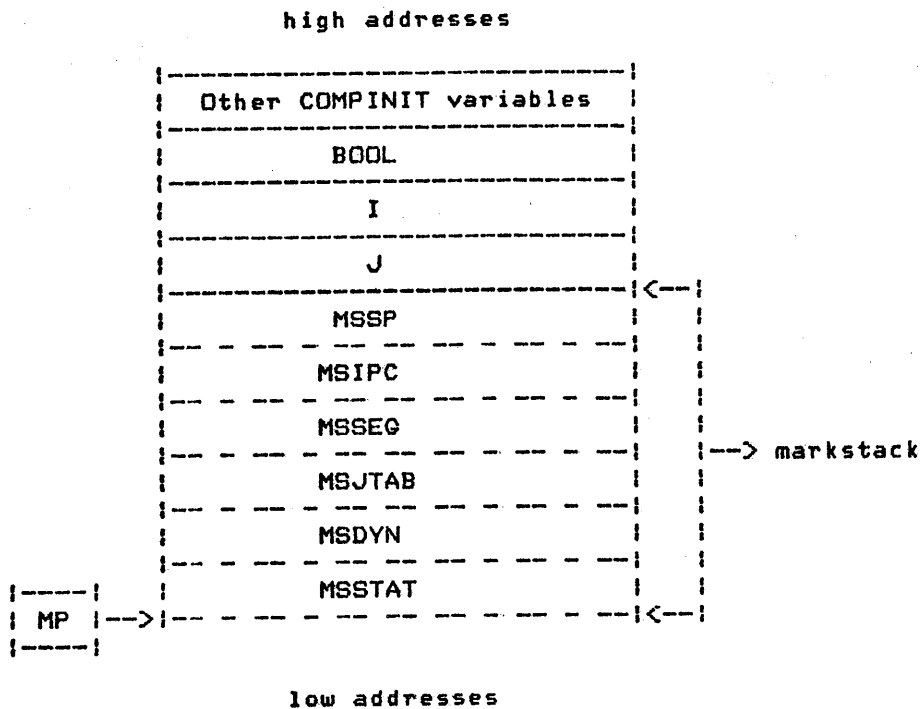 high addresses
Other COMPINIT variables
BOOL
I
J
MSSP
MSIPC
MSSEG
markstack
MSJTAB
MSDYN
MSSTAT
MP
low addresses